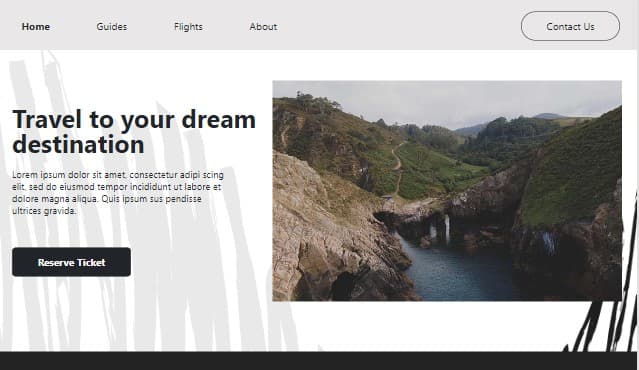 Home
Guides
Flights
About
Contact Us
Travel to your dream
destination
Lorem ipsum dolor sit amet, consectetur adipi scing
elit, sed do eiusmod tempor incididunt ut labore et
dolore magna aliqua. Quis ipsum sus pendisse
ultrices gravida.
Reserve Ticket